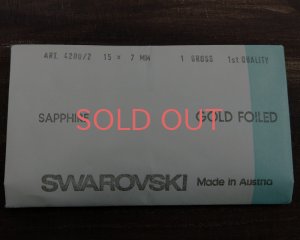 ART. 4200/2 15 × 7 MM 1 GROSS 1st QUALITY
SAPPHIRE GOLD FOILED
SOLD OUT
SWAROVSKI Made in Austria